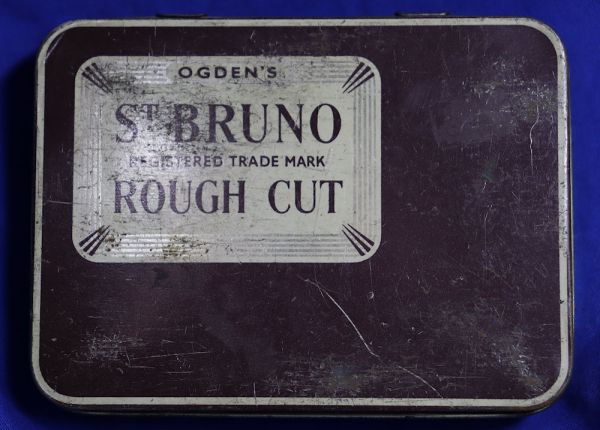 OGDEN'S
ST BRUNO
REGISTERED TRADE MARK
ROUGH CUT